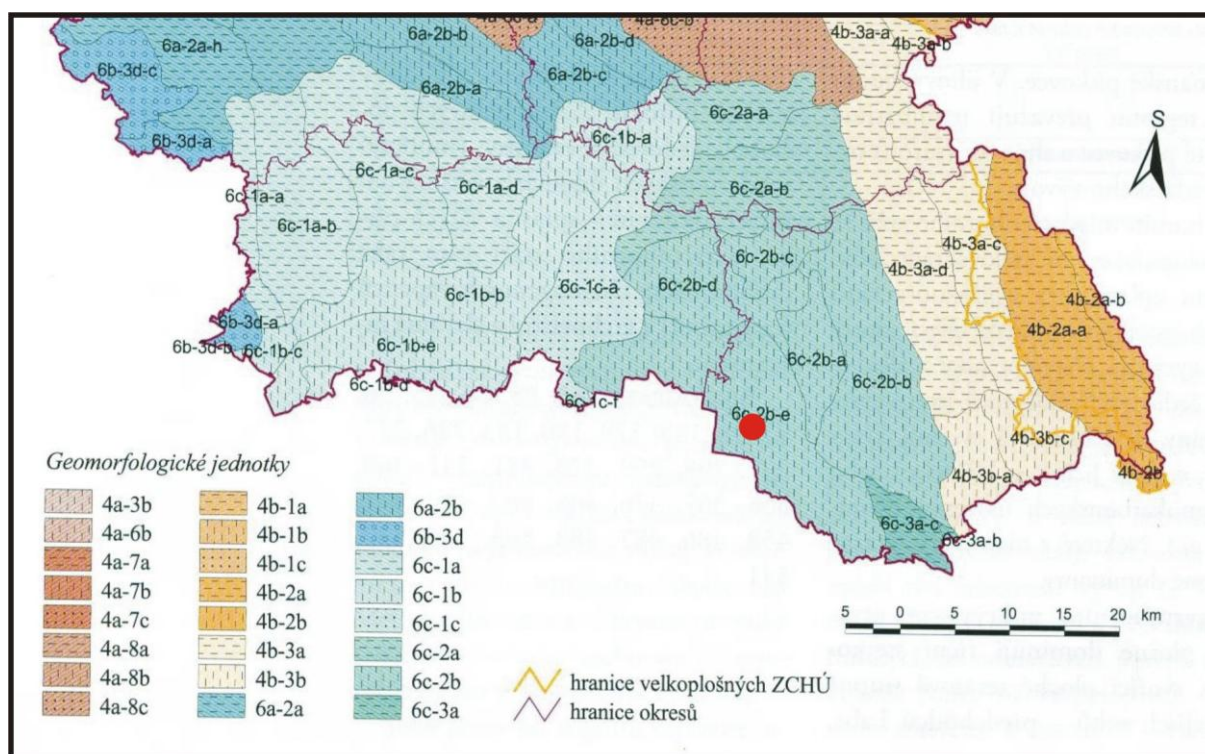 6a-2a-h
6a-2b-b
6a-2b-d
4b-3a-a
4b-3a-b
6b-3d-c
6a-2b-c
6a-2b-a
6c-2a-a
6b-3d-a
6c-1b-a
S
6c-1a-c
6c-1a-d
6c-2a-b
6c-1a-a
6c-1a-b
4b-3a-c
6c-2b-c
4b-3a-d
6c-1c-a
6c-2b-d
6c-1b-b
4b-2a-b
6b-3d-a
4b-2a-a
6b-3d-b
6c-1b-c
6c-1b-e
6c-2b-a
6c-2b-b
6c-1b-d
6c-2b-e
4b-3b-c
4b-3b-a
4b-2b
6c-3a-c
6c-3a-b
Geomorfologické jednotky
4a-3b
4a-6b
4a-7a
4a-7b
4a-7c
4a-8a
4a-8b
4a-8c
4b-1a
4b-1b
4b-1c
4b-2a
4b-2b
4b-3a
4b-3b
6a-2a
6a-2b
6b-3d
6c-1a
6c-1b
6c-1c
6c-2a
6c-2b
6c-3a
hranice velkoplošných ZCHÚ
hranice okresů
5 0 5 10 15 20 km